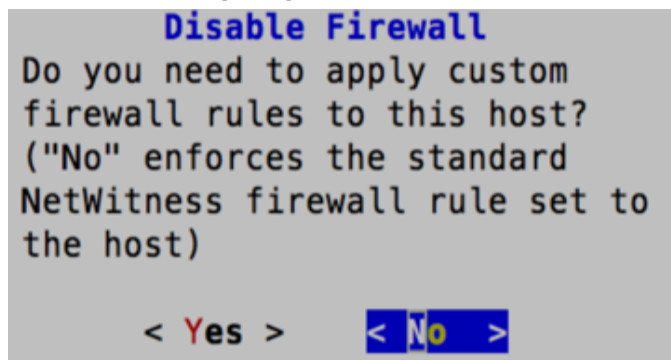 Disable Firewall
Do you need to apply custom
firewall rules to this host?
("No" enforces the standard
NetWitness firewall rule set to
the host)
< Yes > < No >